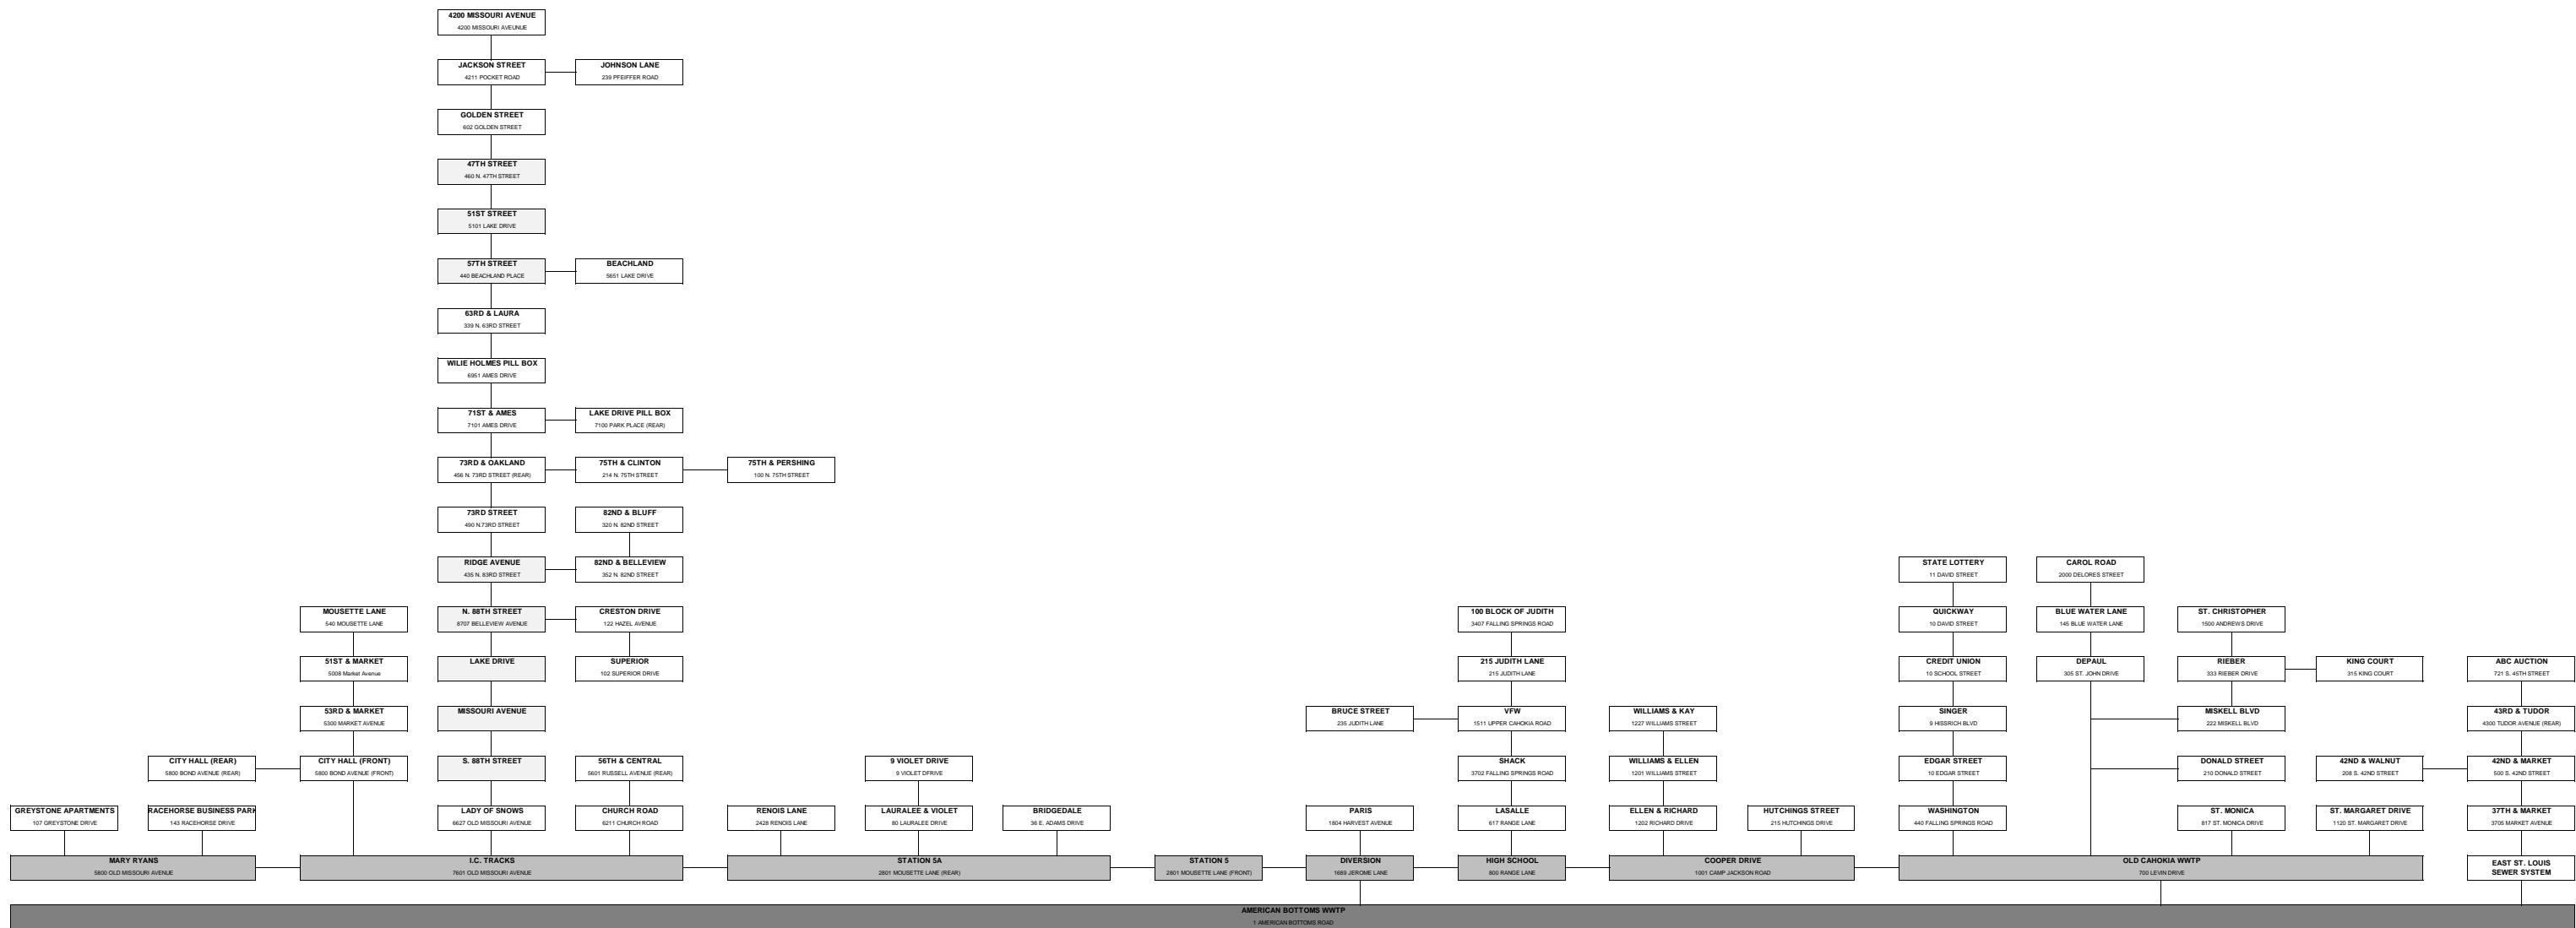 4200 MISSOURI AVENUE
4200 MISSOURI AVEUNUE
JACKSON STREET
4211 POCKET ROAD
JOHNSON LANE
239 PFEIFFER ROAD
GOLDEN STREET
602 GOLDEN STREET
47TH STREET
460 N. 47TH STREET
51ST STREET
5101 LAKE DRIVE
57TH STREET
440 BEACHLAND PLACE
BEACHLAND
5651 LAKE DRIVE
63RD & LAURA
339 N. 63RD STREET
WILIE HOLMES PILL BOX
6951 AMES DRIVE
71ST & AMES
7101 AMES DRIVE
LAKE DRIVE PILL BOX
7100 PARK PLACE (REAR)
73RD & OAKLAND
456 N. 73RD STREET (REAR)
75TH & CLINTON
214 N. 75TH STREET
75TH & PERSHING
100 N. 75TH STREET
73RD STREET
490 N.73RD STREET
82ND & BLUFF
320 N. 82ND STREET
RIDGE AVENUE
435 N. 83RD STREET
82ND & BELLEVIEW
352 N. 82ND STREET
STATE LOTTERY
11 DAVID STREET
CAROL ROAD
2000 DELORES STREET
MOUSETTE LANE
540 MOUSETTE LANE
N. 88TH STREET
8707 BELLEVIEW AVENUE
CRESTON DRIVE
122 HAZEL AVENUE
100 BLOCK OF JUDITH
3407 FALLING SPRINGS ROAD
QUICKWAY
10 DAVID STREET
BLUE WATER LANE
145 BLUE WATER LANE
ST. CHRISTOPHER
1500 ANDREWS DRIVE
51ST & MARKET
5008 Market Avenue
LAKE DRIVE
SUPERIOR
102 SUPERIOR DRIVE
215 JUDITH LANE
215 JUDITH LANE
CREDIT UNION
10 SCHOOL STREET
DEPAUL
305 ST. JOHN DRIVE
RIEBER
333 RIEBER DRIVE
KING COURT
315 KING COURT
ABC AUCTION
721 S. 45TH STREET
53RD & MARKET
5300 MARKET AVENUE
MISSOURI AVENUE
BRUCE STREET
235 JUDITH LANE
VFW
1511 UPPER CAHOKIA ROAD
WILLIAMS & KAY
1227 WILLIAMS STREET
SINGER
9 HISSRICH BLVD
MISKELL BLVD
222 MISKELL BLVD
43RD & TUDOR
4300 TUDOR AVENUE (REAR)
CITY HALL (REAR)
5800 BOND AVENUE (REAR)
CITY HALL (FRONT)
5800 BOND AVENUE (FRONT)
S. 88TH STREET
56TH & CENTRAL
5601 RUSSELL AVENUE (REAR)
9 VIOLET DRIVE
9 VIOLET DFRIVE
SHACK
3702 FALLING SPRINGS ROAD
WILLIAMS & ELLEN
1201 WILLIAMS STREET
EDGAR STREET
10 EDGAR STREET
DONALD STREET
210 DONALD STREET
42ND & WALNUT
208 S. 42ND STREET
42ND & MARKET
500 S. 42ND STREET
GREYSTONE APARTMENTS
107 GREYSTONE DRIVE
RACEHORSE BUSINESS PARK
143 RACEHORSE DRIVE
LADY OF SNOWS
6627 OLD MISSOURI AVENUE
CHURCH ROAD
6211 CHURCH ROAD
RENOIS LANE
2428 RENOIS LANE
LAURALEE & VIOLET
80 LAURALEE DRIVE
BRIDGEDALE
36 E. ADAMS DRIVE
PARIS
1804 HARVEST AVENUE
LASALLE
617 RANGE LANE
ELLEN & RICHARD
1202 RICHARD DRIVE
HUTCHINGS STREET
215 HUTCHINGS DRIVE
WASHINGTON
440 FALLING SPRINGS ROAD
ST. MONICA
817 ST. MONICA DRIVE
ST. MARGARET DRIVE
1120 ST. MARGARET DRIVE
37TH & MARKET
3705 MARKET AVENUE
MARY RYANS
5800 OLD MISSOURI AVENUE
I.C. TRACKS
7601 OLD MISSOURI AVENUE
STATION 5A
2801 MOUSETTE LANE (REAR)
STATION 5
2801 MOUSETTE LANE (FRONT)
DIVERSION
1689 JEROME LANE
HIGH SCHOOL
800 RANGE LANE
COOPER DRIVE
1001 CAMP JACKSON ROAD
OLD CAHOKIA WWTP
700 LEVIN DRIVE
EAST ST. LOUIS
SEWER SYSTEM
AMERICAN BOTTOMS WWTP
1 AMERICAN BOTTOMS ROAD